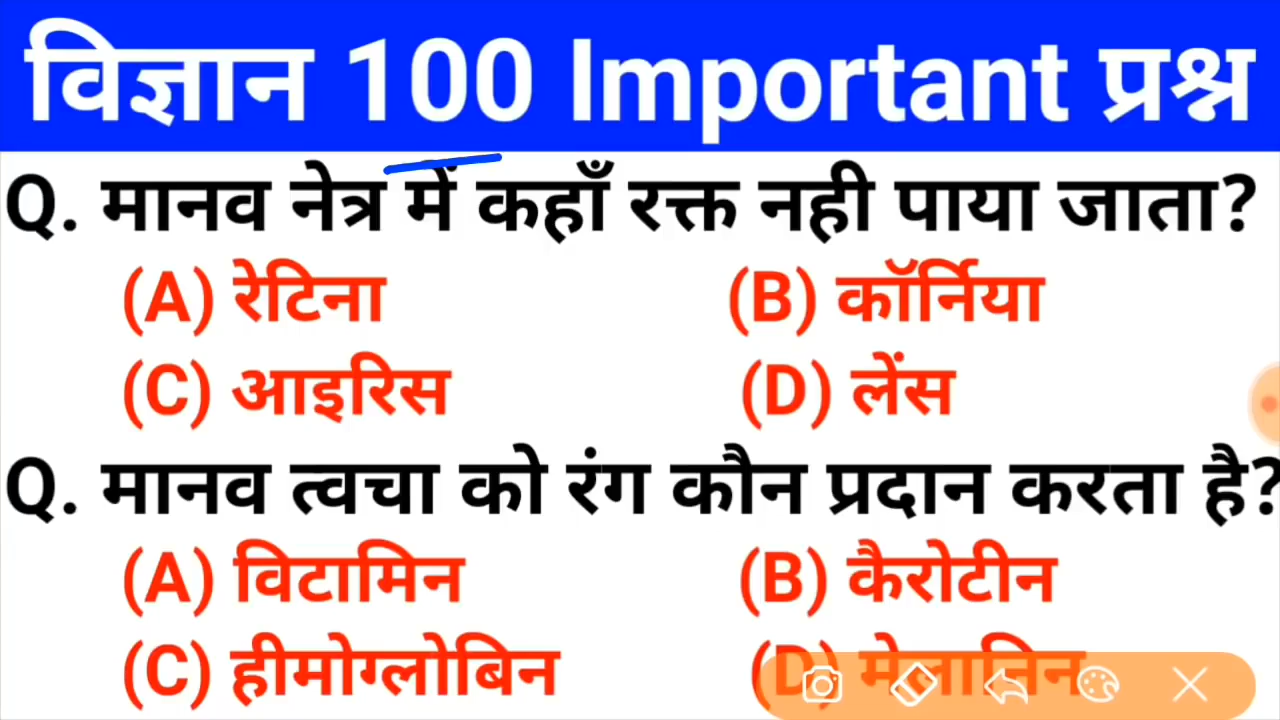 विज्ञान 100 Important प्रश्न
Q. मानव नेत्र में कहाँ रक्त नही पाया जाता?
(A) रेटिना (B) कॉर्निया
(C) आइरिस (D) लेंस
Q. मानव त्वचा को रंग कौन प्रदान करता है?
(A) विटामिन (B) कैरोटीन
(C) हीमोग्लोबिन (D) मेलानिन